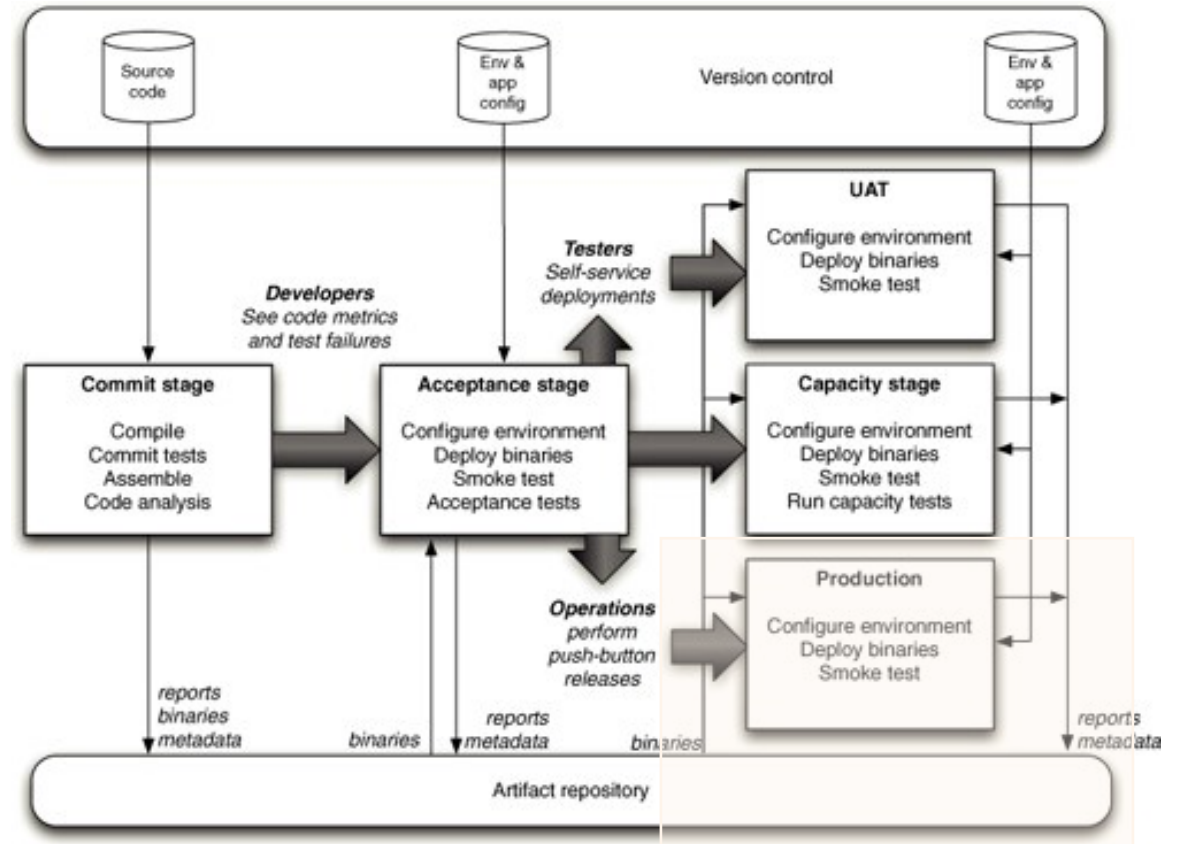 Source
code
Env &
app
config
Version control
Env &
app
config
UAT
Configure environment
Deploy binaries
Smoke test
Testers
Self-service
deployments
Developers
See code metrics
and test failures
Commit stage
Compile
Commit tests
Assemble
Code analysis
Acceptance stage
Configure environment
Deploy binaries
Smoke test
Acceptance tests
Capacity stage
Configure environment
Deploy binaries
Smoke test
Run capacity tests
Production
Configure environment
Deploy binaries
Smoke test
Operations
perform
push-button
releases
reports
binaries
metadata
binaries
reports
metadata
binaries
reports
metadata
Artifact repository